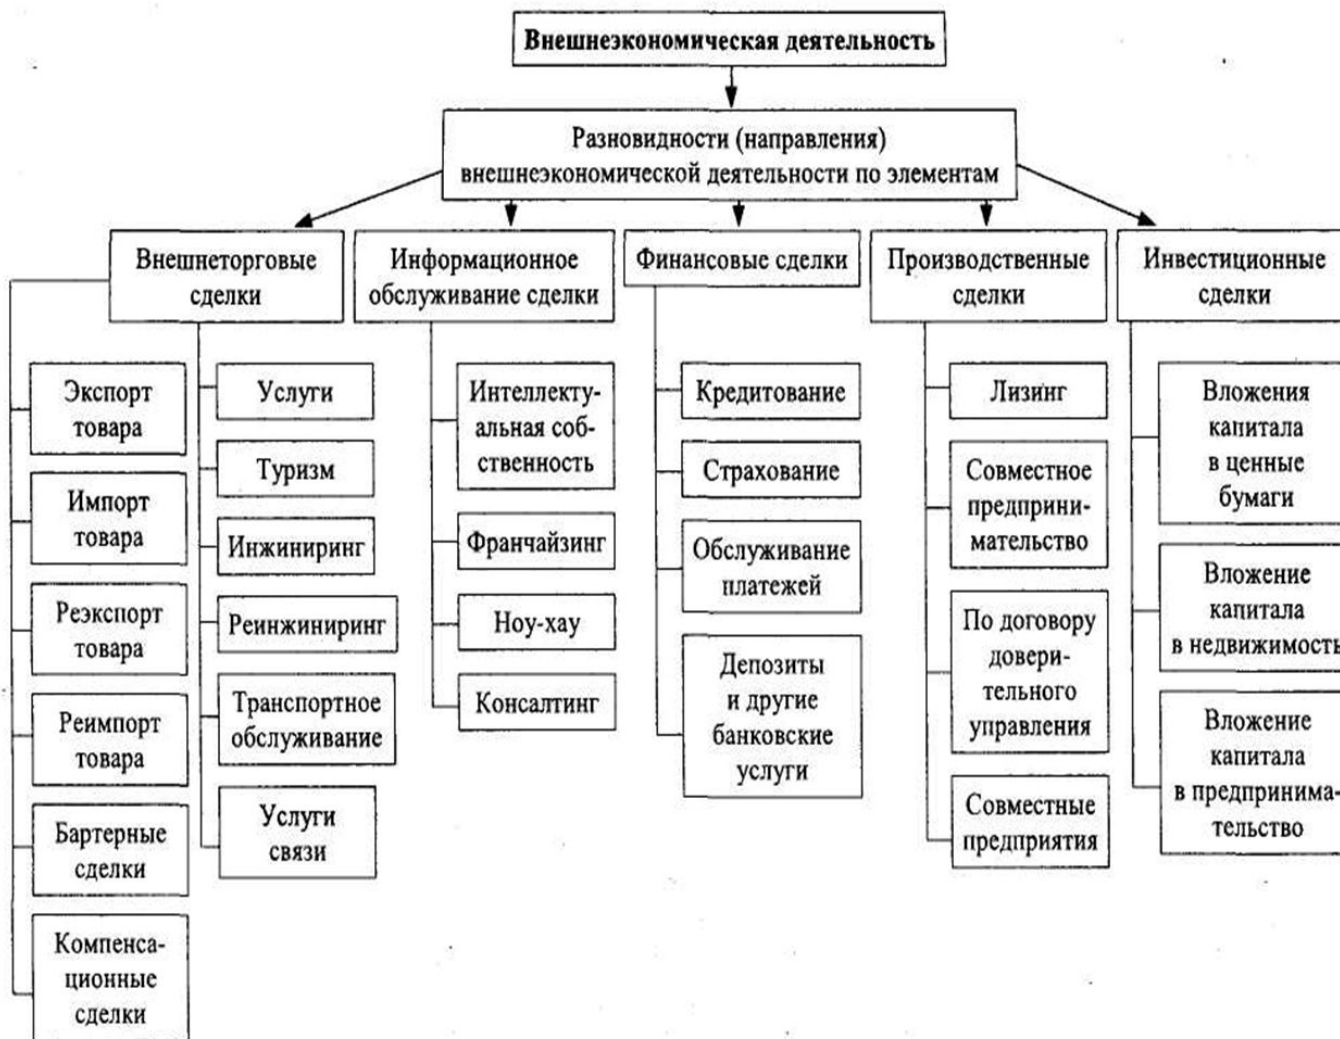 Внешнеэкономическая деятельность
Разновидности (направления)
внешнеэкономической деятельности по элементам
Внешнеторговые
сделки
Информационное
обслуживание сделки
Финансовые сделки
Производственные
сделки
Инвестиционные
сделки
Экспорт
товара
Импорт
товара
Реэкспорт
товара
Реимпорт
товара
Бартерные
сделки
Компенса-
ционные
сделки
Услуги
Туризм
Инжиниринг
Реинжиниринг
Транспортное
обслуживание
Услуги
связи
Интеллекту-
альная соб-
ственность
Франчайзинг
Ноу-хау
Консалтинг
Кредитование
Страхование
Обслуживание
платежей
Депозиты
и другие
банковские
услуги
Лизинг
Совместное
предприни-
мательство
По договору
довери-
тельного
управления
Совместные
предприятия
Вложения
капитала
в ценные
бумаги
Вложение
капитала
в недвижимость
Вложение
капитала
в предпринима-
тельство